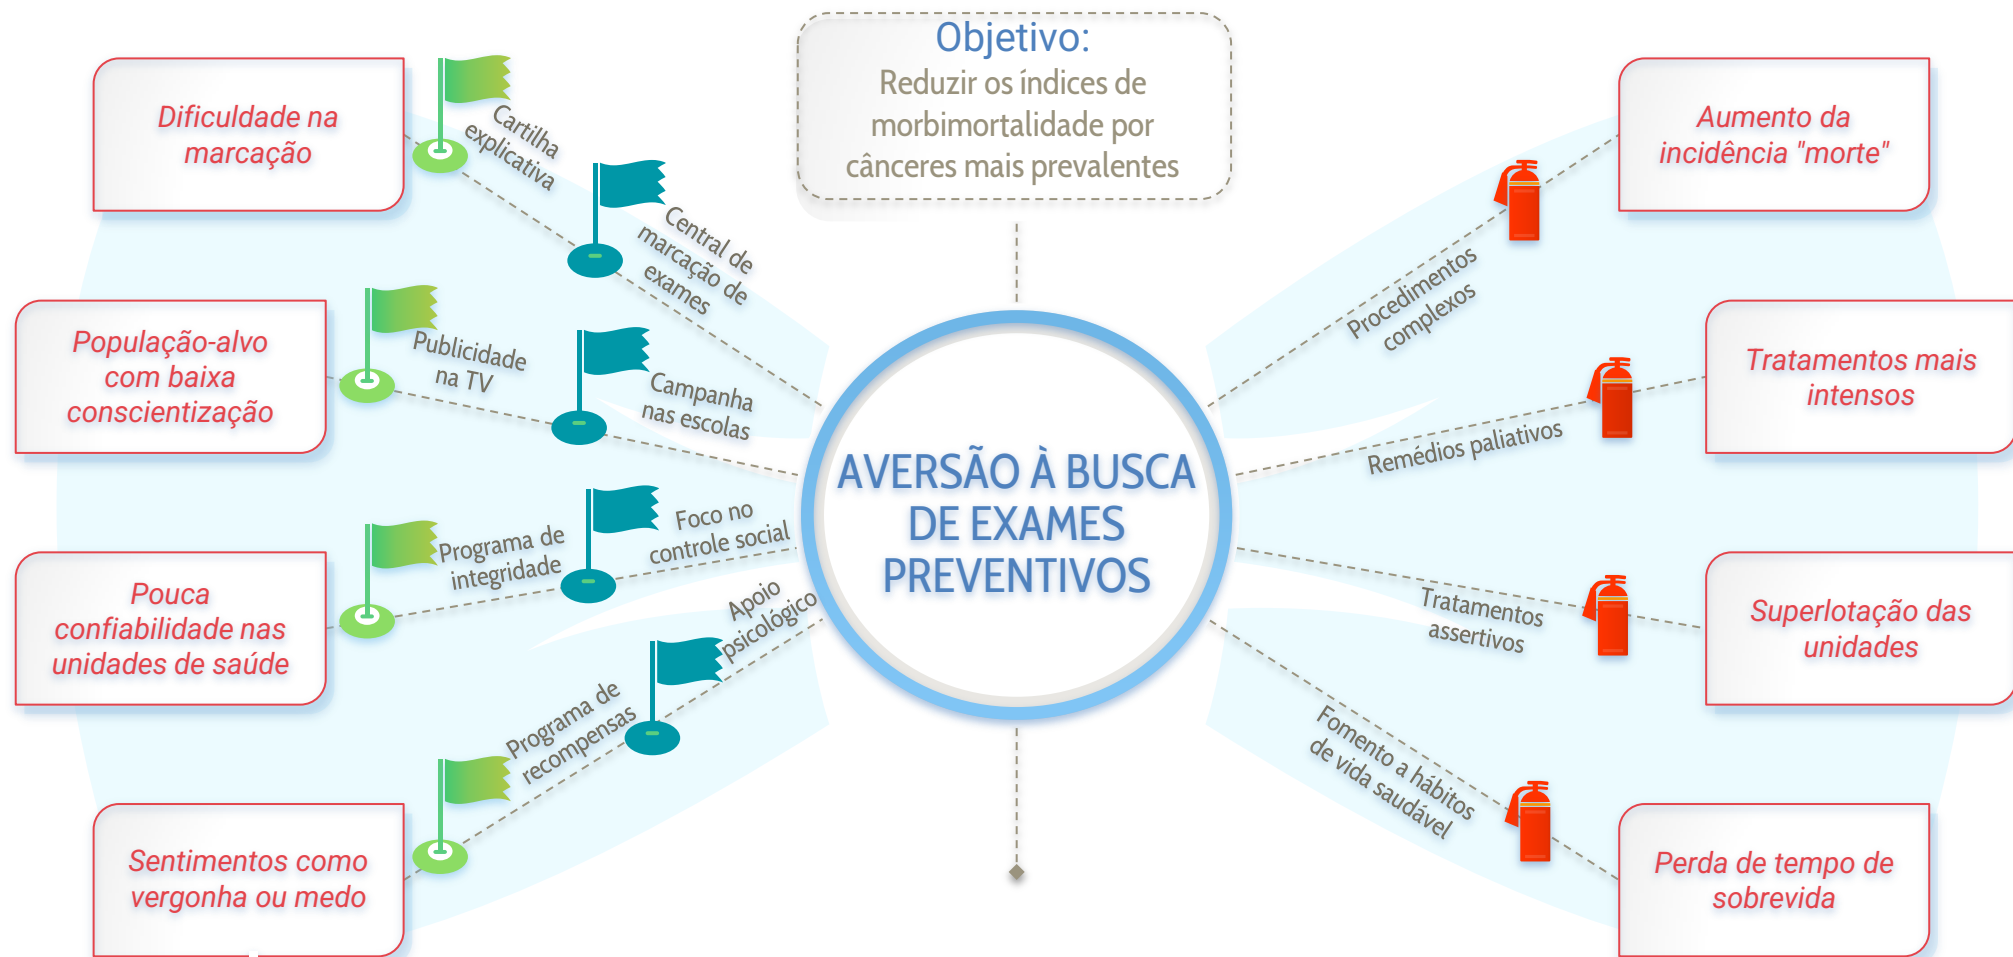 Objetivo:
Reduzir os índices de
morbimortalidade por
cânceres mais prevalentes
Dificuldade na
marcação
Cartilha
explicativa
Central de
marcação de
exames
População-alvo
com baixa
conscientização
Publicidade
na TV
Campanha
nas escolas
Pouca
confiabilidade nas
unidades de saúde
Programa de
integridade
Foco no
controle social
Sentimentos como
vergonha ou medo
Programa de
recompensas
Apoio
psicológico
AVERSÃO À BUSCA
DE EXAMES
PREVENTIVOS
Procedimentos
complexos
Aumento da
incidência "morte"
Remédios paliativos
Tratamentos mais
intensos
Tratamentos
assertivos
Superlotação das
unidades
Fomento a hábitos
de vida saudável
Perda de tempo de
sobrevida